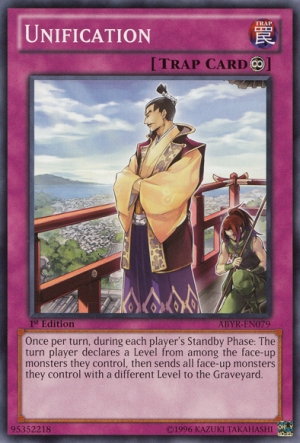 UNIFICATION
TRAP
罠
[TRAP CARD∞]
1st Edition
ABYR-EN079
Once per turn, during each player's Standby Phase: The
turn player declares a Level from among the face-up
monsters they control, then sends all face-up monsters
they control with a different Level to the Graveyard.
95352218
©1996 KAZUKI TAKAHASHI